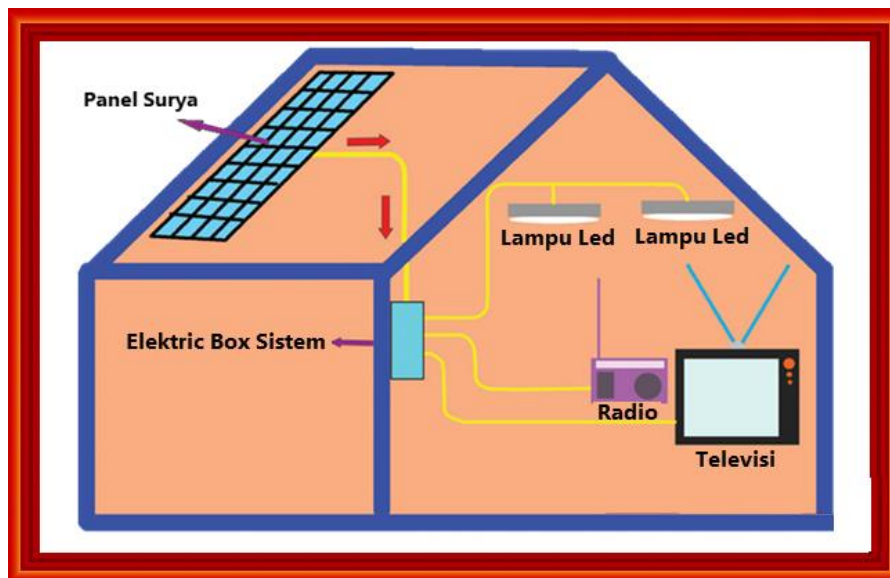 Panel Surya
Lampu Led
Lampu Led
Elektric Box Sistem
Radio
Televisi